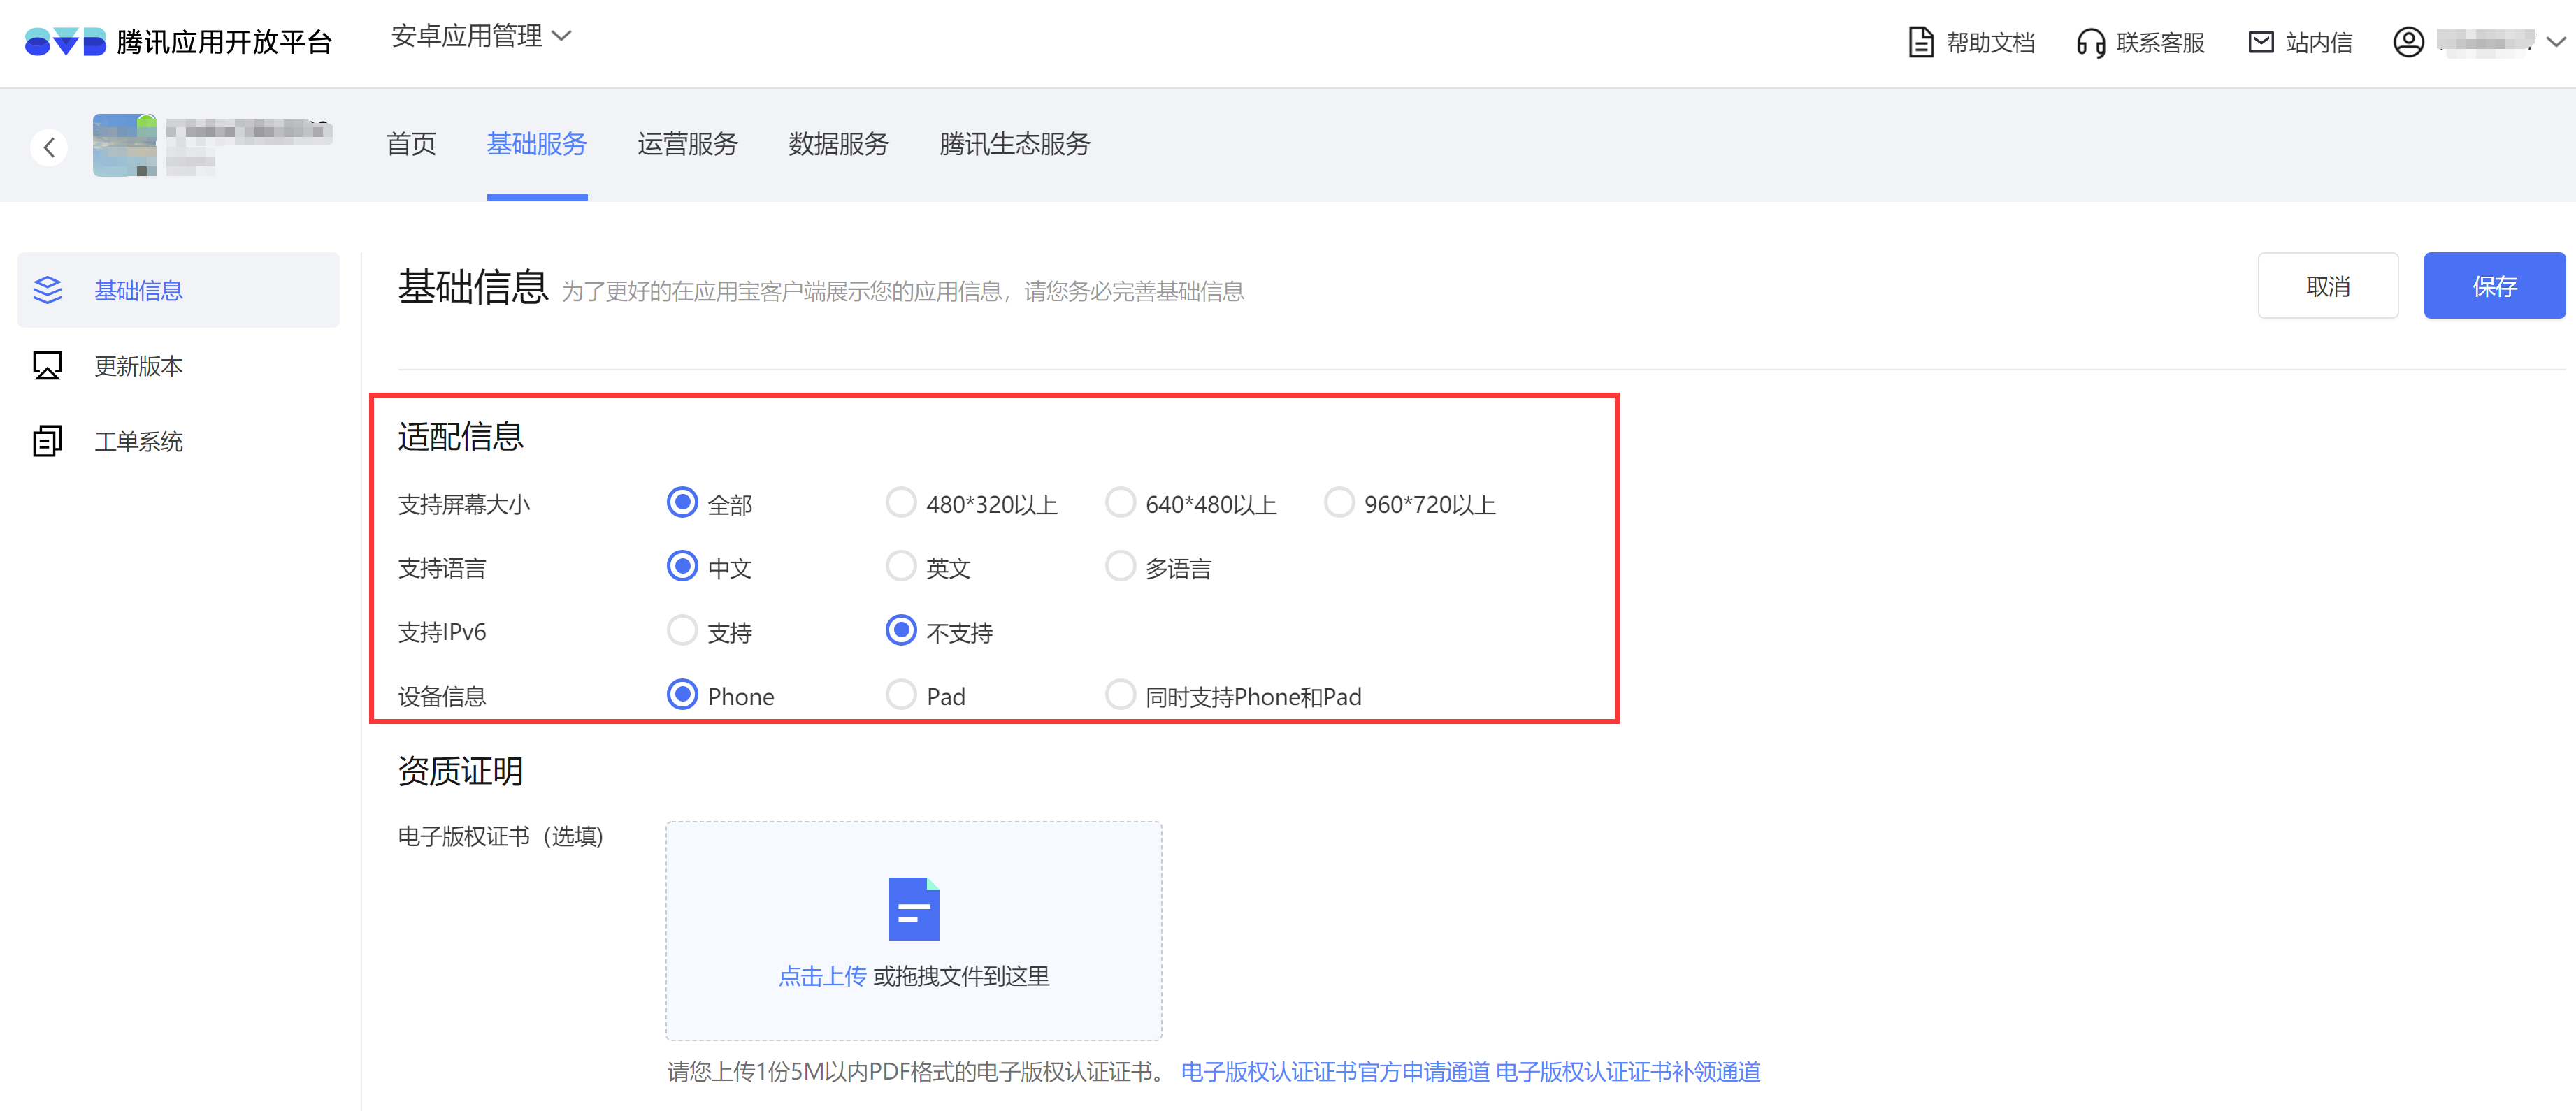 腾讯应用开放平台
安卓应用管理
帮助文档
联系客服
站内信
首页
基础服务
运营服务
数据服务
腾讯生态服务
基础信息
更新版本
工单系统
基础信息 为了更好的在应用宝客户端展示您的应用信息，请您务必完善基础信息
取消
保存
适配信息
支持屏幕大小 全部 480*320以上 640*480以上 960*720以上
支持语言 中文 英文 多语言
支持IPv6 支持 不支持
设备信息 Phone Pad 同时支持Phone和Pad
资质证明
电子版权证书（选填)
点击上传 或拖拽文件到这里
请您上传1份5M以内PDF格式的电子版权认证证书。 电子版权认证证书官方申请通道 电子版权认证证书补领通道